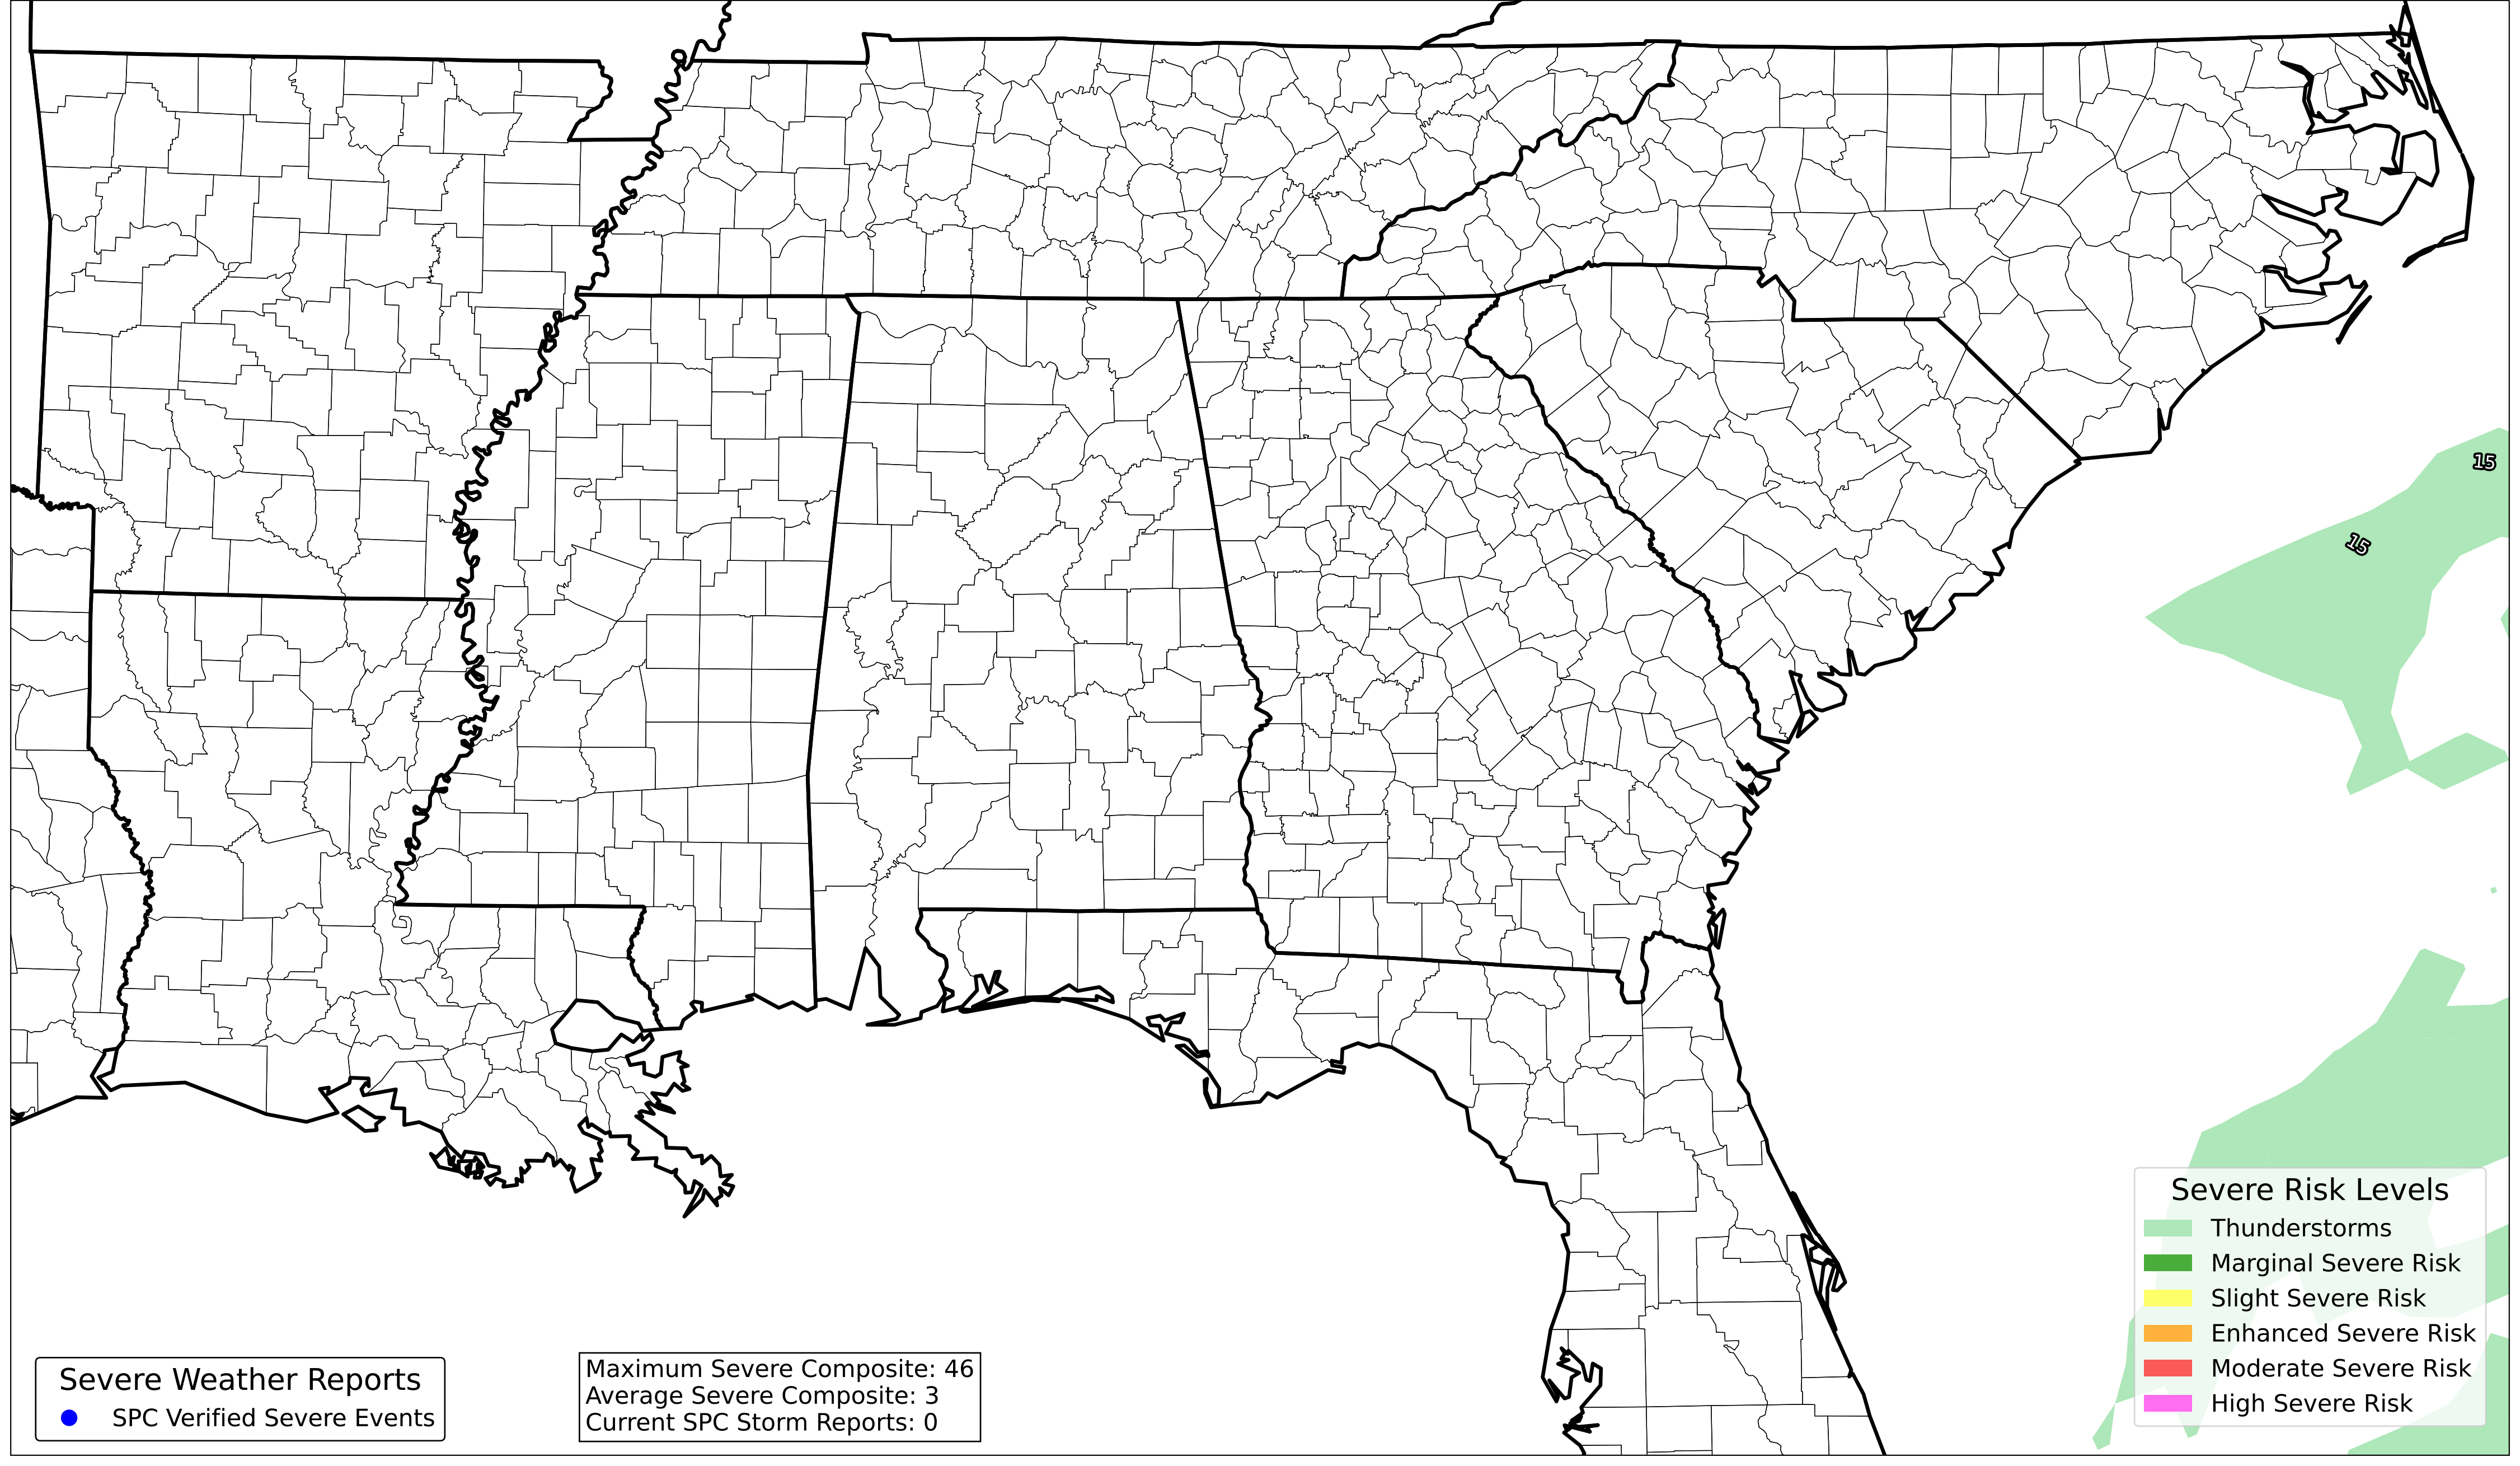 15
15
Severe Risk Levels
Thunderstorms
Marginal Severe Risk
Slight Severe Risk
Enhanced Severe Risk
Moderate Severe Risk
High Severe Risk
Severe Weather Reports
SPC Verified Severe Events
Maximum Severe Composite: 46
Average Severe Composite: 3
Current SPC Storm Reports: 0